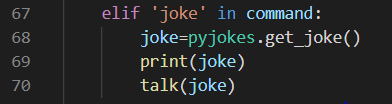 67 elif 'joke' in command:
68 joke=pyjokes.get_joke()
69 print(joke)
70 talk(joke)